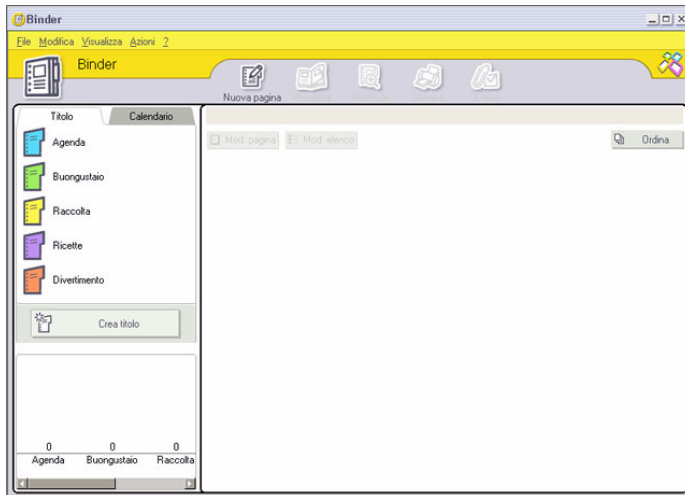 Binder
File Modifica Visualizza Azioni ?
Binder
Nuova pagina
Titolo Calendario
Mod. pagina Mod. elenco Ordina
Agenda
Buongustaio
Raccolta
Ricette
Divertimento
Crea titolo
0 0 0
Agenda Buongustaio Raccolta